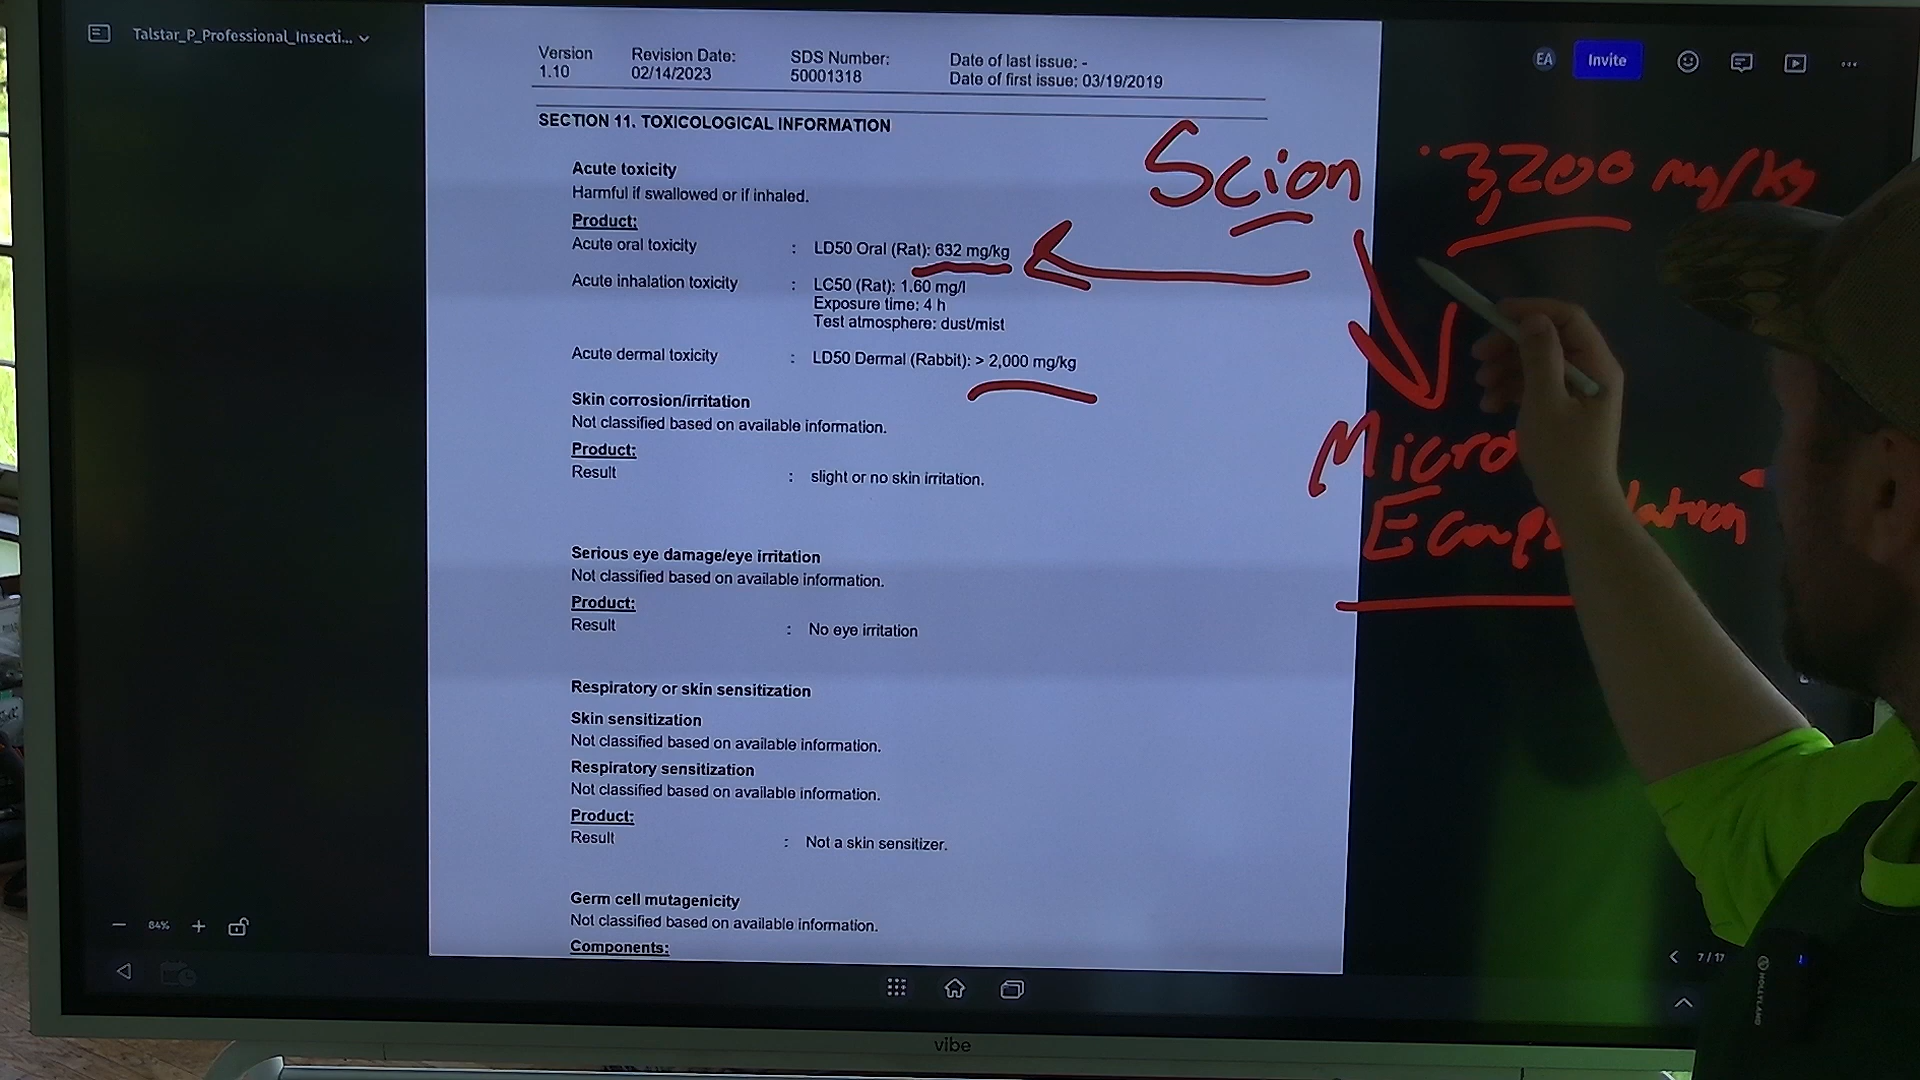 Talstar_P_Professional_Insecti...
EA
Invite
Version
1.10
Revision Date:
02/14/2023
SDS Number:
50001318
Date of last issue: -
Date of first issue: 03/19/2019
SECTION 11. TOXICOLOGICAL INFORMATION
Scion
3,200 mg/kg
Acute toxicity
Harmful if swallowed or if inhaled.
Product:
Acute oral toxicity : LD50 Oral (Rat): 632 mg/kg
Acute inhalation toxicity : LC50 (Rat): 1.60 mg/l
Exposure time: 4 h
Test atmosphere: dust/mist
Acute dermal toxicity : LD50 Dermal (Rabbit): > 2,000 mg/kg
Micro
Skin corrosion/irritation
Not classified based on available information.
Product:
Result : slight or no skin irritation.
Serious eye damage/eye irritation
Not classified based on available information.
Product:
Result : No eye irritation
Respiratory or skin sensitization
Skin sensitization
Not classified based on available information.
Respiratory sensitization
Not classified based on available information.
Product:
Result : Not a skin sensitizer.
Germ cell mutagenicity
Not classified based on available information.
Components:
84%
7 / 17
HOLLYLAND
vibe